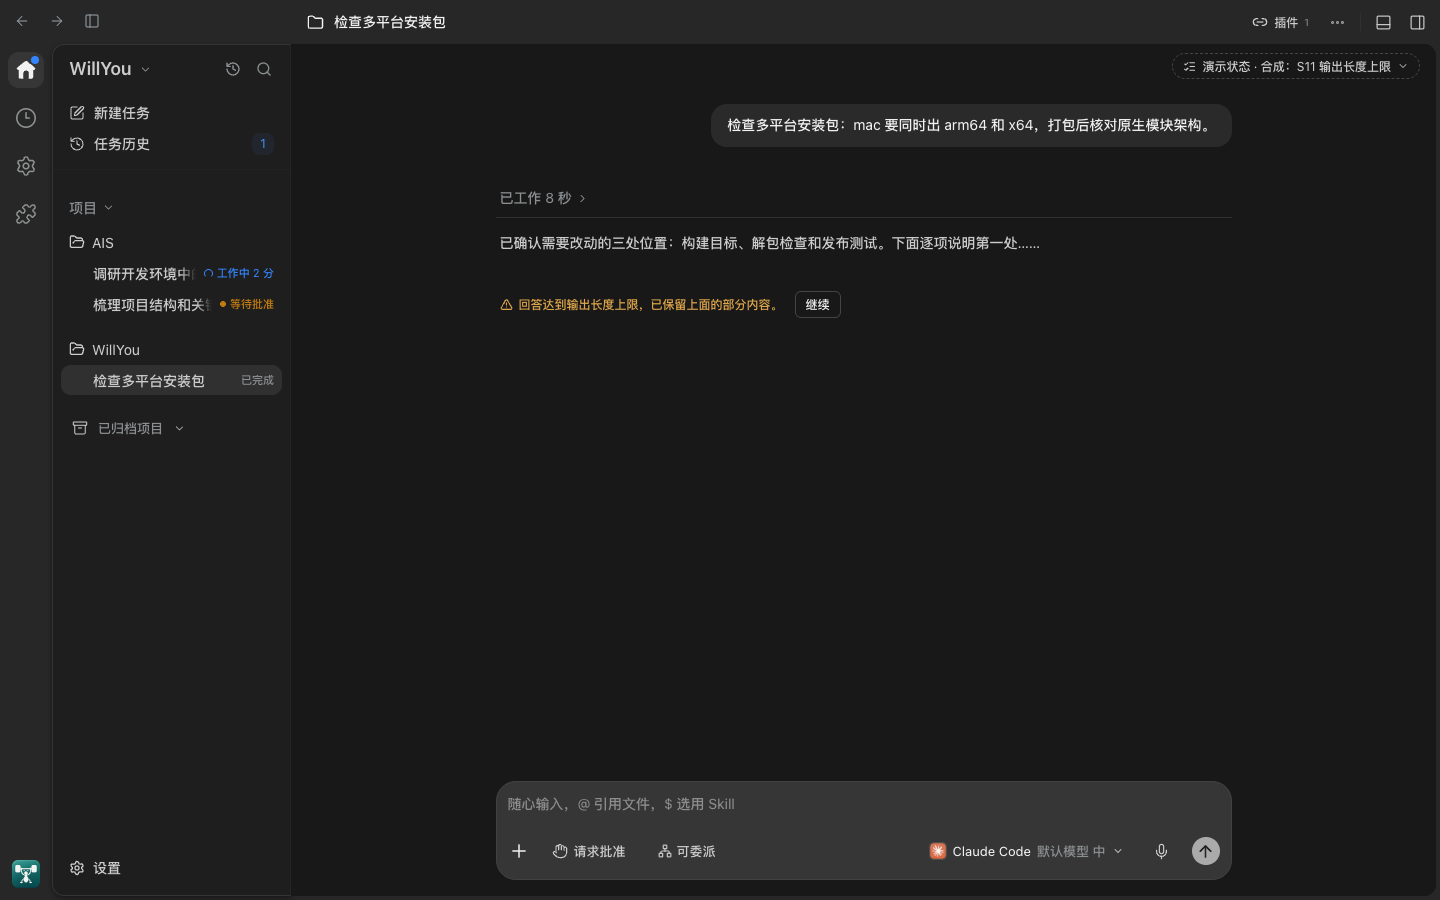 检查多平台安装包
插件 1
WillYou
演示状态 · 合成：S11 输出长度上限
新建任务
任务历史 1
检查多平台安装包：mac 要同时出 arm64 和 x64，打包后核对原生模块架构。
项目
已工作 8 秒
AIS
已确认需要改动的三处位置：构建目标、解包检查和发布测试。下面逐项说明第一处……
调研开发环境中 工作中 2 分
梳理项目结构和关 等待批准
回答达到输出长度上限，已保留上面的部分内容。 继续
WillYou
检查多平台安装包 已完成
已归档项目
随心输入，@ 引用文件，$ 选用 Skill
请求批准 可委派 Claude Code 默认模型 中
设置